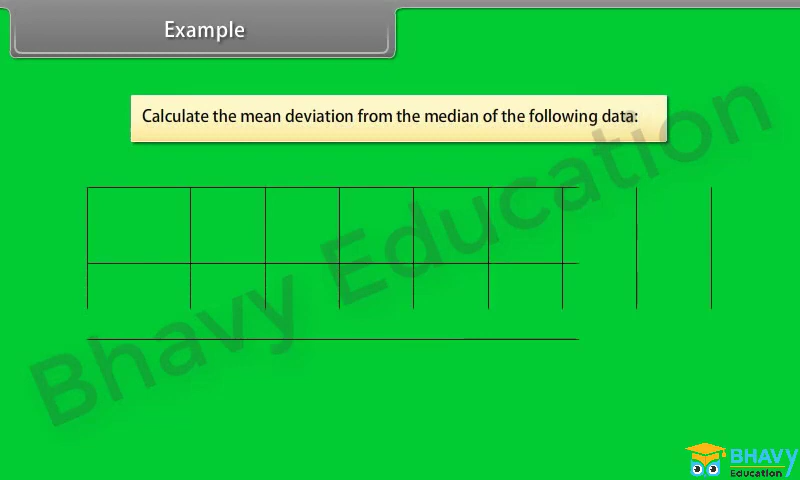 Example
Calculate the mean deviation from the median of the following data:
Bhavy Education
BHAVY
Education